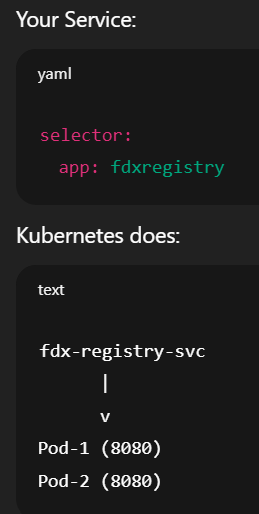 Your Service:
yaml
selector:
  app: fdxregistry
Kubernetes does:
text
fdx-registry-svc
      |
      v
Pod-1 (8080)
Pod-2 (8080)